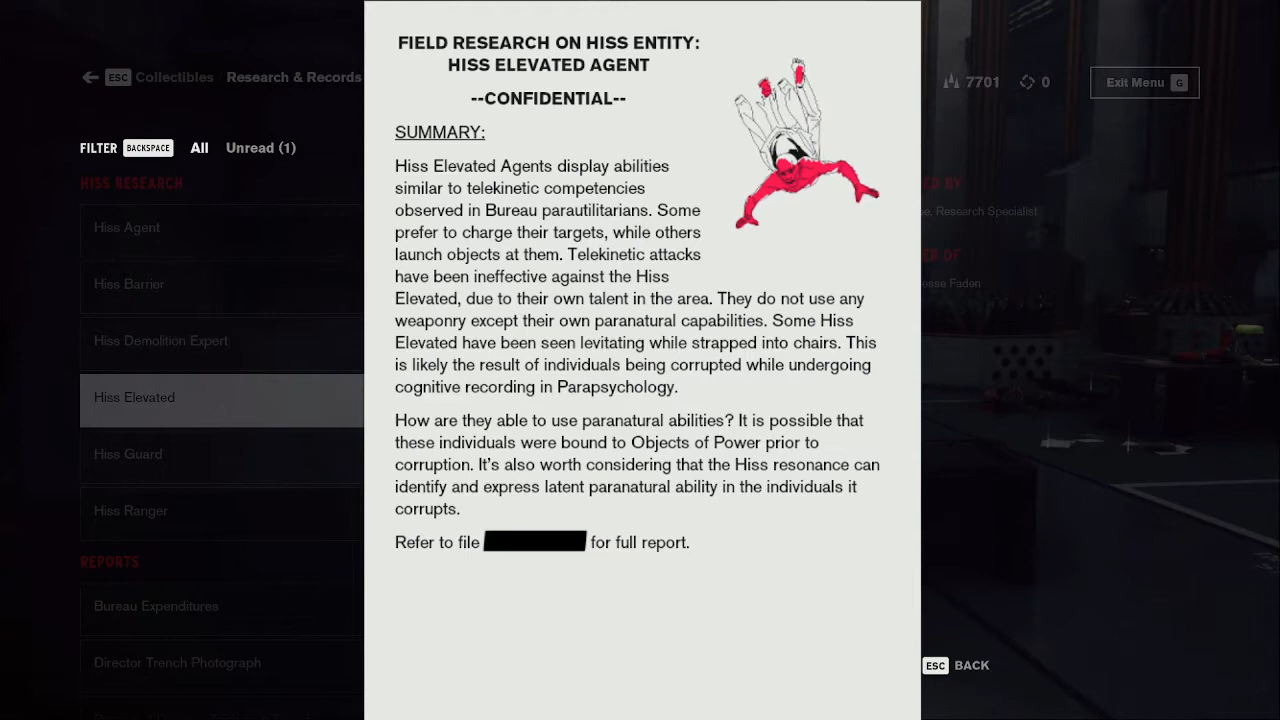 FIELD RESEARCH ON HISS ENTITY:
HISS ELEVATED AGENT
--CONFIDENTIAL--
ESC Collectibles / Research & Records
7701
0
Exit Menu G
FILTER BACKSPACE All Unread (1)
HISS RESEARCH
Hiss Agent
Hiss Barrier
Hiss Demolition Expert
Hiss Elevated
Hiss Guard
Hiss Ranger
REPORTS
Bureau Expenditures
Director Trench Photograph
SUMMARY:
Hiss Elevated Agents display abilities
similar to telekinetic competencies
observed in Bureau parautilitarians. Some
prefer to charge their targets, while others
launch objects at them. Telekinetic attacks
have been ineffective against the Hiss
Elevated, due to their own talent in the area. They do not use any
weaponry except their own paranatural capabilities. Some Hiss
Elevated have been seen levitating while strapped into chairs. This
is likely the result of individuals being corrupted while undergoing
cognitive recording in Parapsychology.
How are they able to use paranatural abilities? It is possible that
these individuals were bound to Objects of Power prior to
corruption. It's also worth considering that the Hiss resonance can
identify and express latent paranatural ability in the individuals it
corrupts.
Refer to file for full report.
ED BY
e, Research Specialist
ER OF
esse Faden
ESC BACK